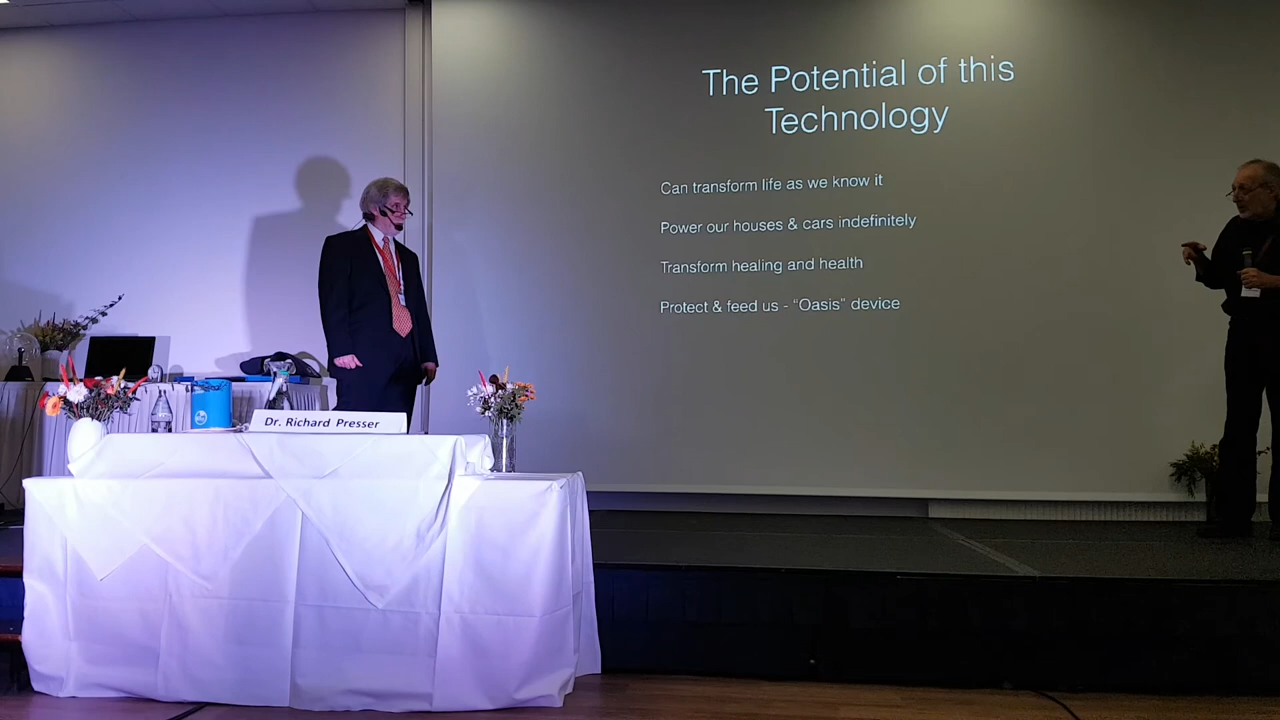 The Potential of this
Technology
Can transform life as we know it
Power our houses & cars indefinitely
Transform healing and health
Protect & feed us - “Oasis” device
Dr. Richard Presser